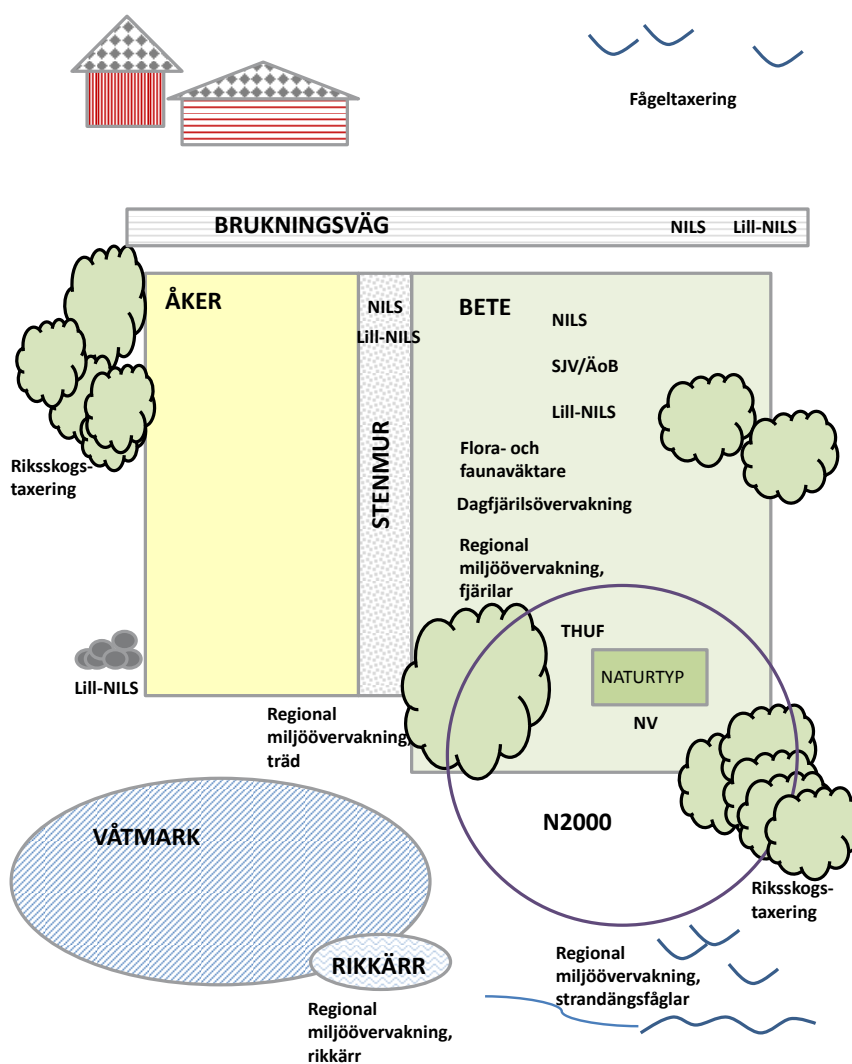 Fågeltaxering
BRUKNINGSVÄG
NILS
Lill-NILS
ÅKER
NILS
Lill-NILS
STENMUR
BETE
NILS
SJV/ÄoB
Lill-NILS
Flora- och
faunaväktare
Dagfjärilsövervakning
Regional
miljöövervakning,
fjärilar
Riksskogs-
taxering
THUF
NATURTYP
NV
Lill-NILS
Regional
miljöövervakning,
träd
N2000
VÅTMARK
Riksskogs-
taxering
RIKKÄRR
Regional
miljöövervakning,
strandängsfåglar
Regional
miljöövervakning,
rikkärr